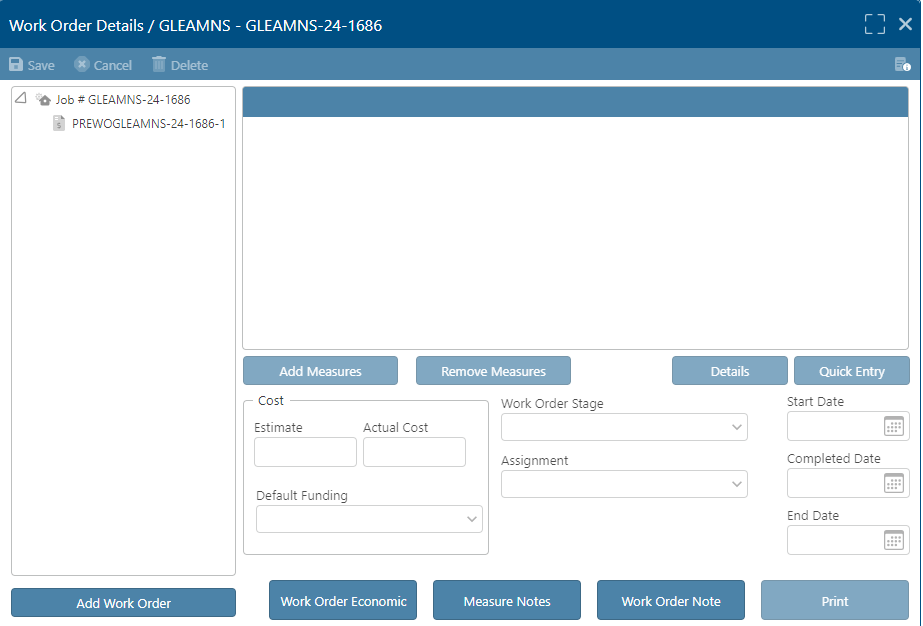 Work Order Details / GLEAMNS - GLEAMNS-24-1686
Save Cancel Delete
Job # GLEAMNS-24-1686
PREWOGLEAMNS-24-1686-1
Add Measures Remove Measures Details Quick Entry
Cost
Estimate Actual Cost
Default Funding
Work Order Stage
Assignment
Start Date
Completed Date
End Date
Add Work Order
Work Order Economic Measure Notes Work Order Note Print